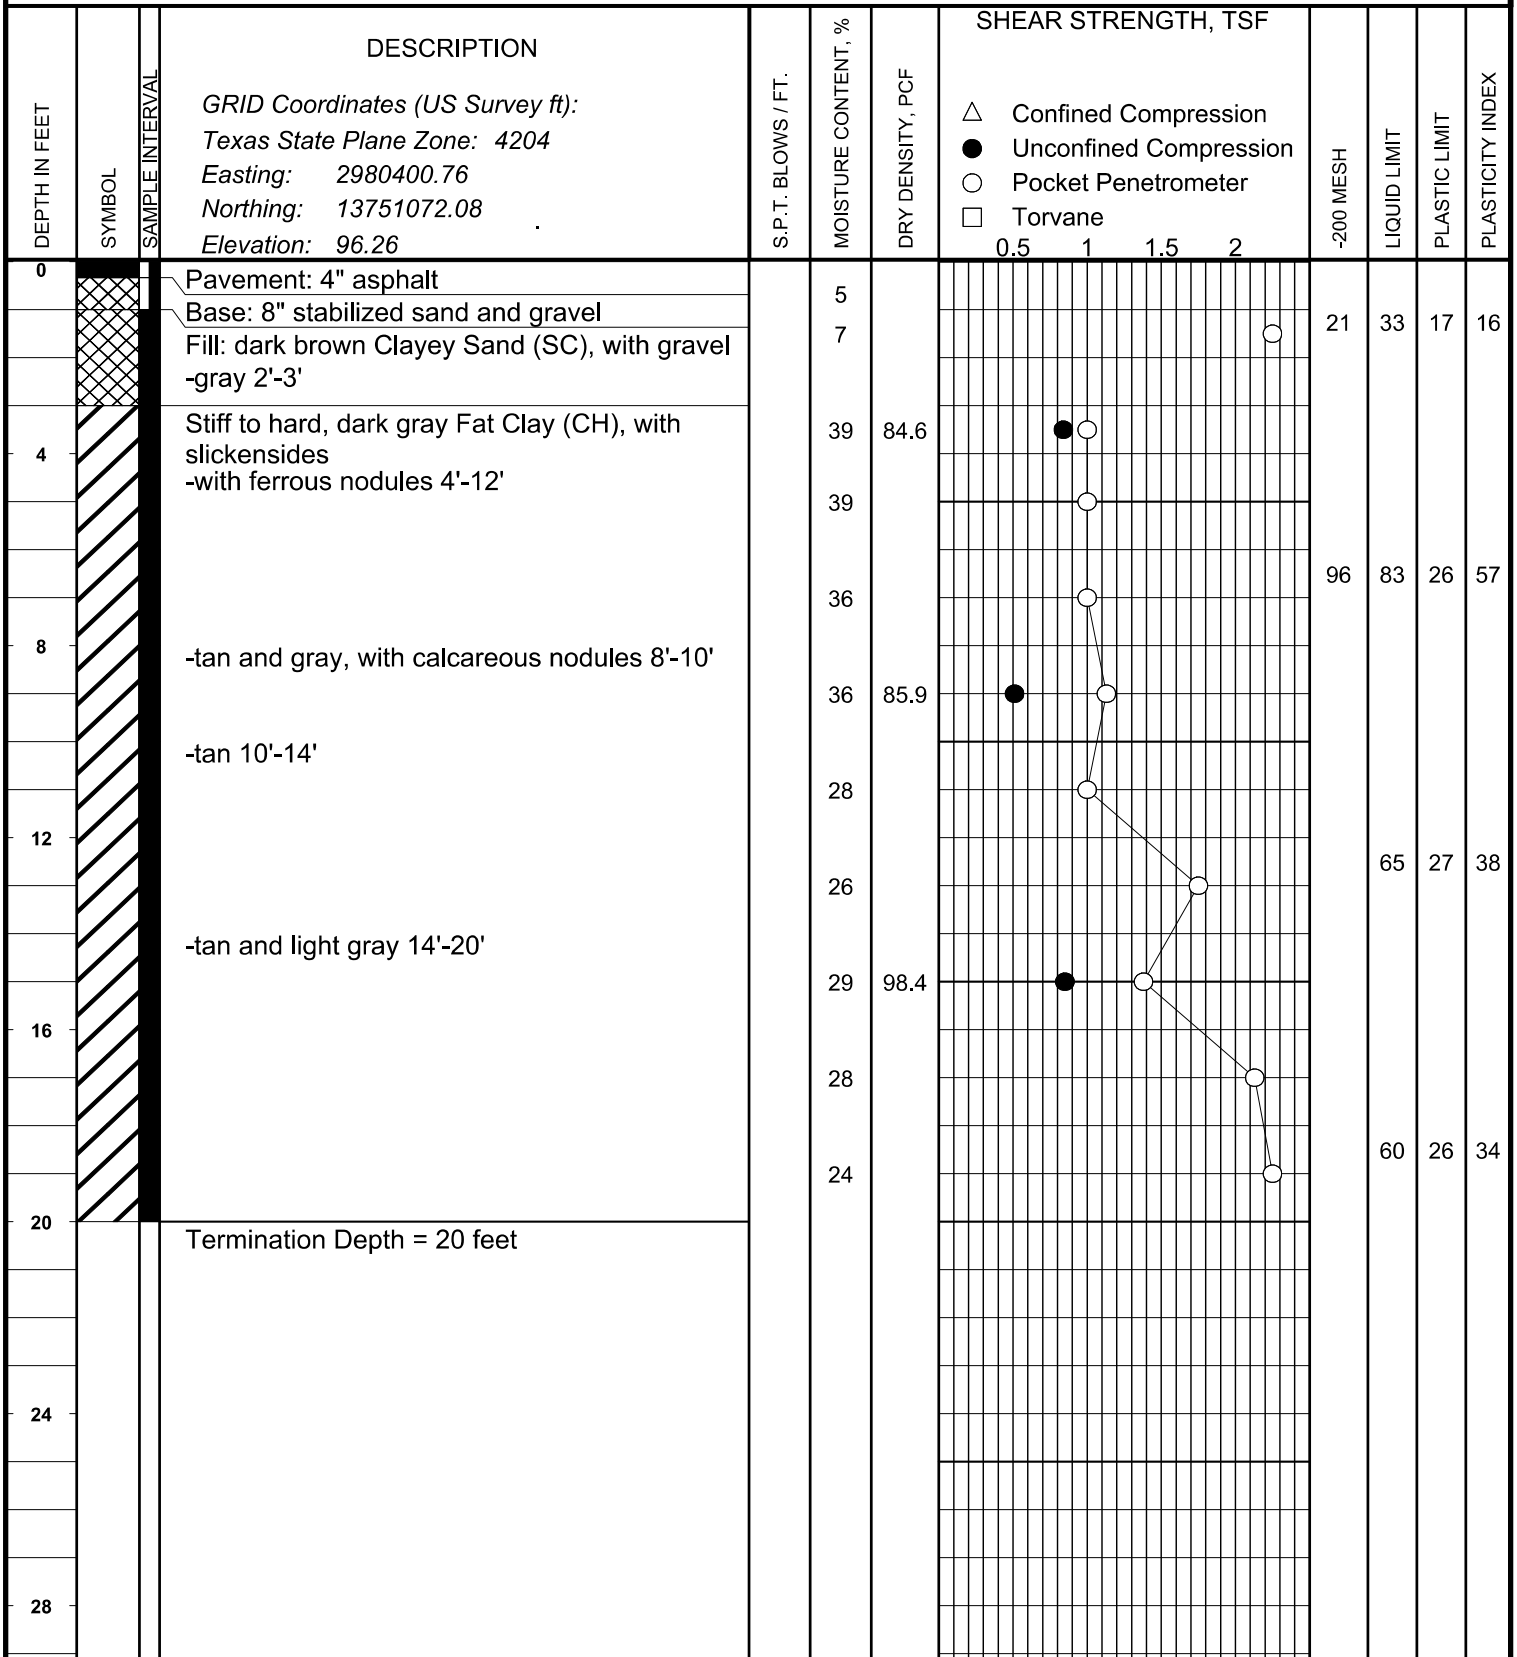 DEPTH IN FEET
SYMBOL
SAMPLE INTERVAL
DESCRIPTION
GRID Coordinates (US Survey ft):
Texas State Plane Zone: 4204
Easting: 2980400.76
Northing: 13751072.08
Elevation: 96.26
S.P.T. BLOWS / FT.
MOISTURE CONTENT, %
DRY DENSITY, PCF
SHEAR STRENGTH, TSF
Confined Compression
Unconfined Compression
Pocket Penetrometer
Torvane
0.5 1 1.5 2
-200 MESH
LIQUID LIMIT
PLASTIC LIMIT
PLASTICITY INDEX
0
Pavement: 4" asphalt
5
Base: 8" stabilized sand and gravel
21 33 17 16
7
Fill: dark brown Clayey Sand (SC), with gravel
-gray 2'-3'
Stiff to hard, dark gray Fat Clay (CH), with
39 84.6
4
slickensides
-with ferrous nodules 4'-12'
39
96 83 26 57
36
8
-tan and gray, with calcareous nodules 8'-10'
36 85.9
-tan 10'-14'
28
12
65 27 38
26
-tan and light gray 14'-20'
29 98.4
16
28
60 26 34
24
20
Termination Depth = 20 feet
24
28